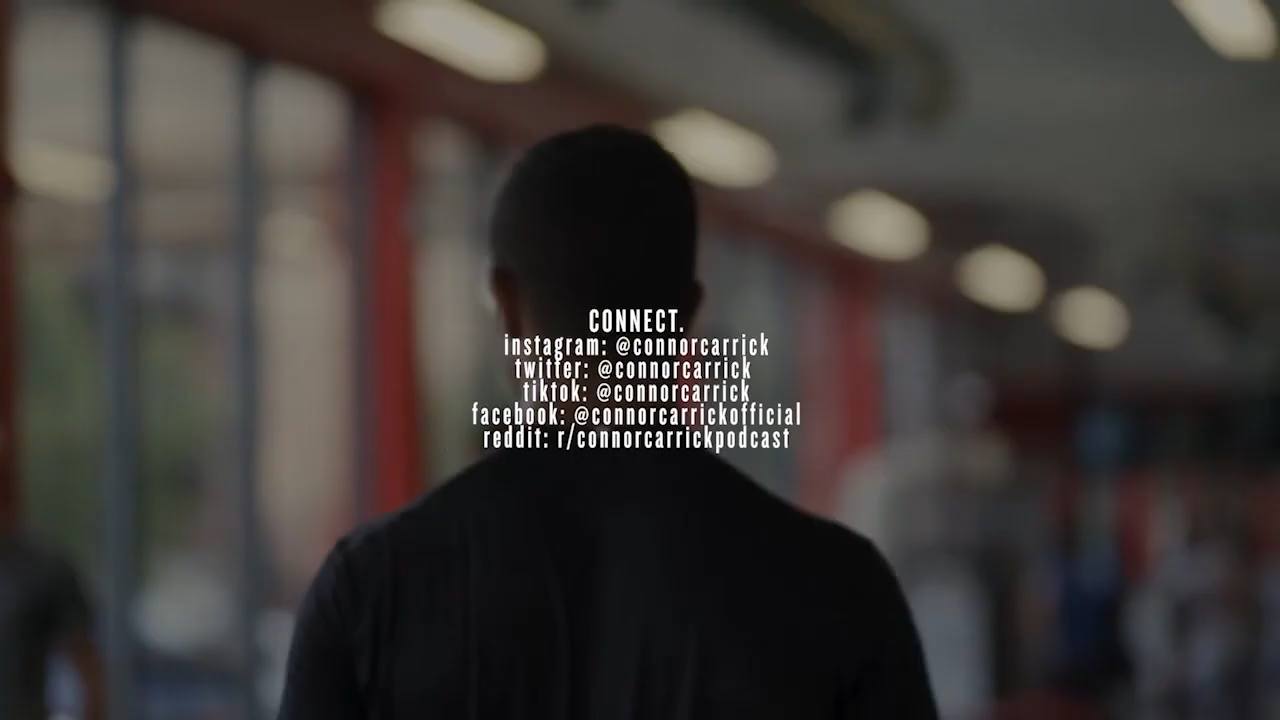 CONNECT.
instagram: @connorcarrick
twitter: @connorcarrick
tiktok: @connorcarrick
facebook: @connorcarrickofficial
reddit: r/connorcarrickpodcast